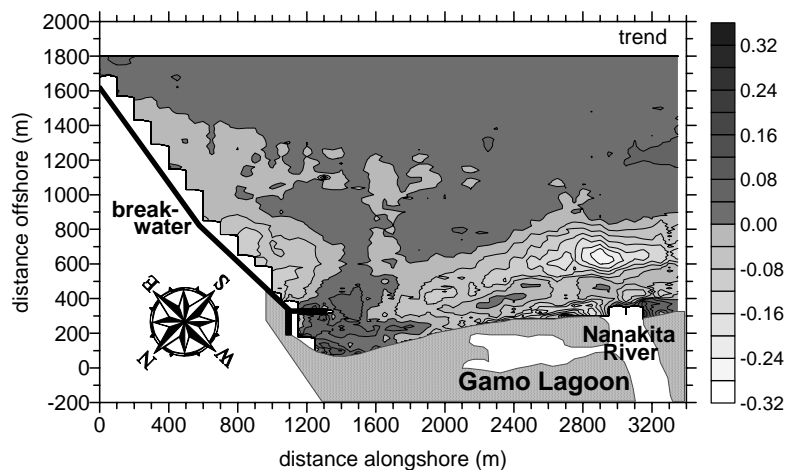 trend
distance offshore (m)
2000
1800
1600
1400
1200
1000
800
600
400
200
0
-200
break-
water
E
S
N
W
Nanakita
River
Gamo Lagoon
0
400
800
1200
1600
2000
2400
2800
3200
distance alongshore (m)
0.32
0.24
0.16
0.08
0.00
-0.08
-0.16
-0.24
-0.32